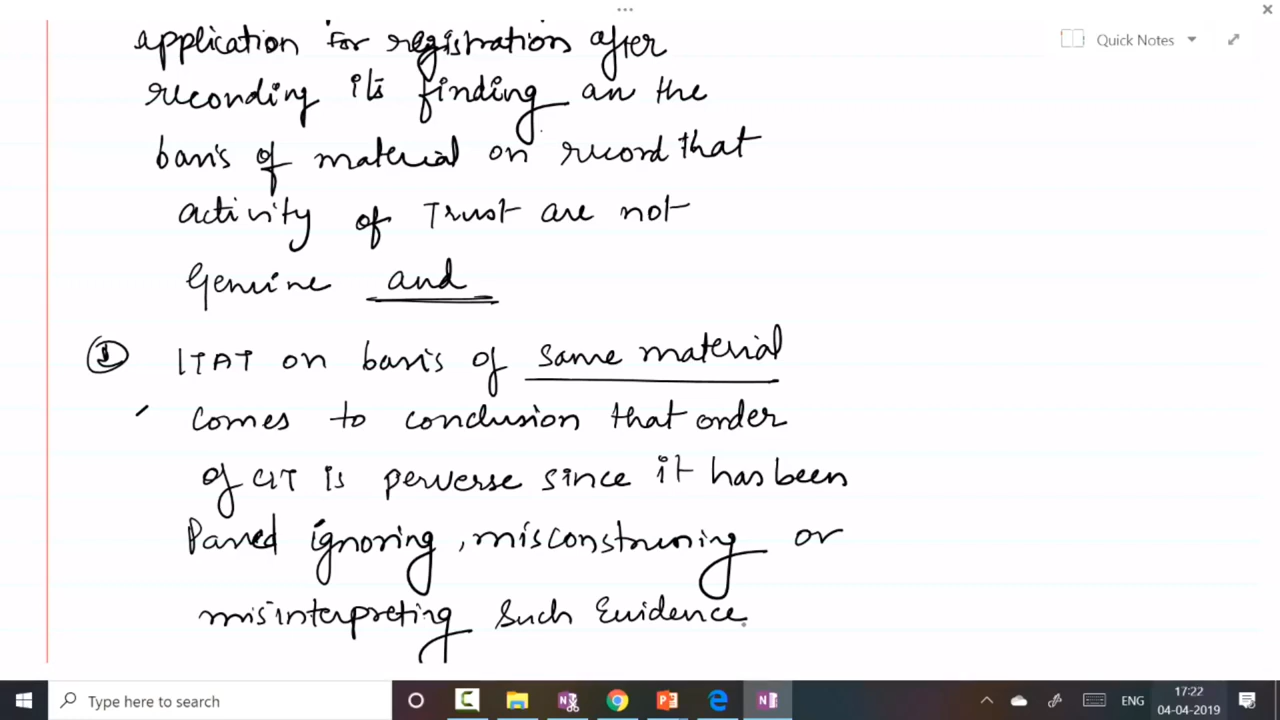 ...
Quick Notes
application for registration after
recording its finding on the
basis of material on record that
activity of Trust are not
Genuine and
ITAT on basis of same material
comes to conclusion that order
of CIT is perverse since it has been
Passed ignoring, misconstruing or
misinterpreting such Evidence.
Type here to search
ENG
17:22
04-04-2019